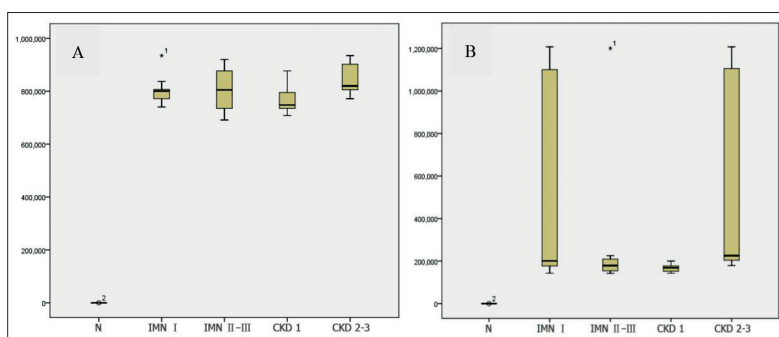 A
1,000,000
800,000
600,000
400,000
200,000
0
*1
2
N
IMN I
IMN II-III
CKD 1
CKD 2-3
B
1,200,000
1,000,000
800,000
600,000
400,000
200,000
0
*1
2
N
IMN I
IMN II-III
CKD 1
CKD 2-3